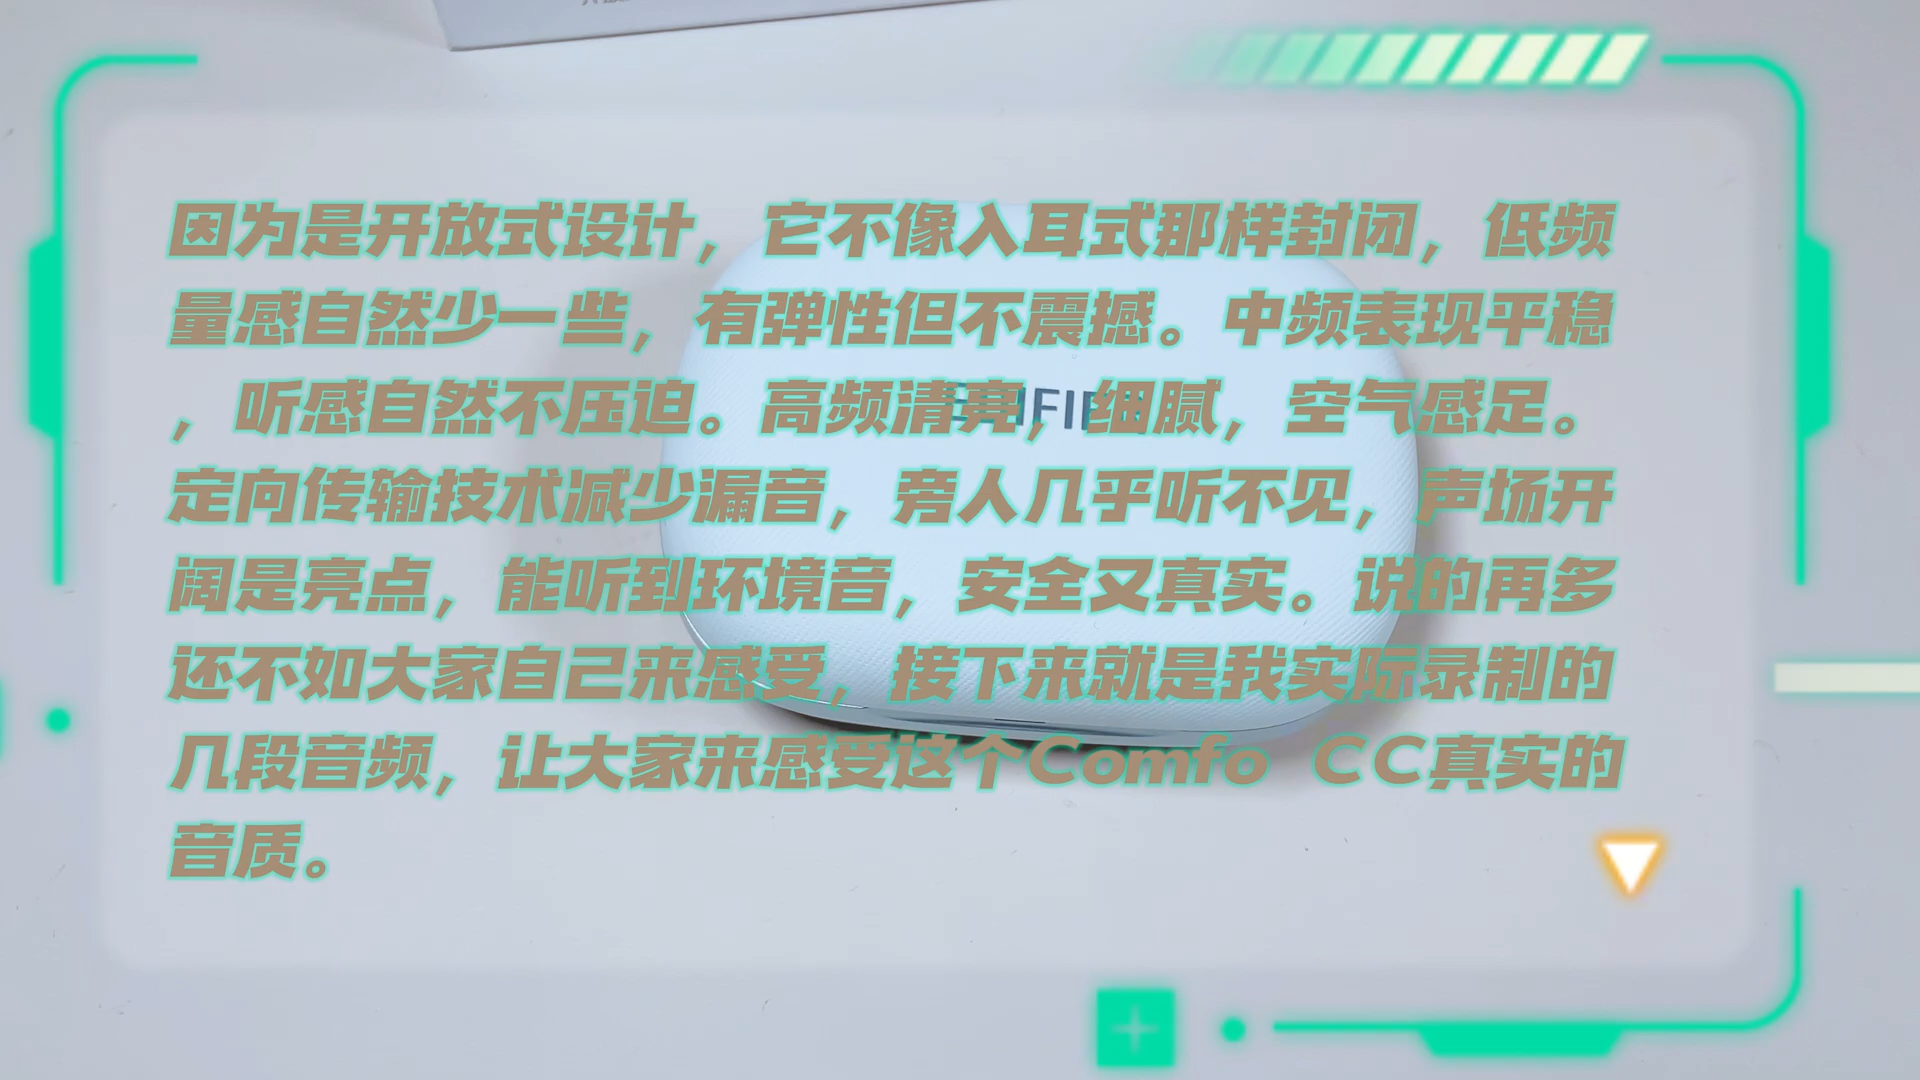 因为是开放式设计，它不像入耳式那样封闭，低频
量感自然少一些，有弹性但不震撼。中频表现平稳
，听感自然不压迫。高频清亮，细腻，空气感足。
定向传输技术减少漏音，旁人几乎听不见，声场开
阔是亮点，能听到环境音，安全又真实。说的再多
还不如大家自己来感受，接下来就是我实际录制的
几段音频，让大家来感受这个Comfo CC真实的
音质。